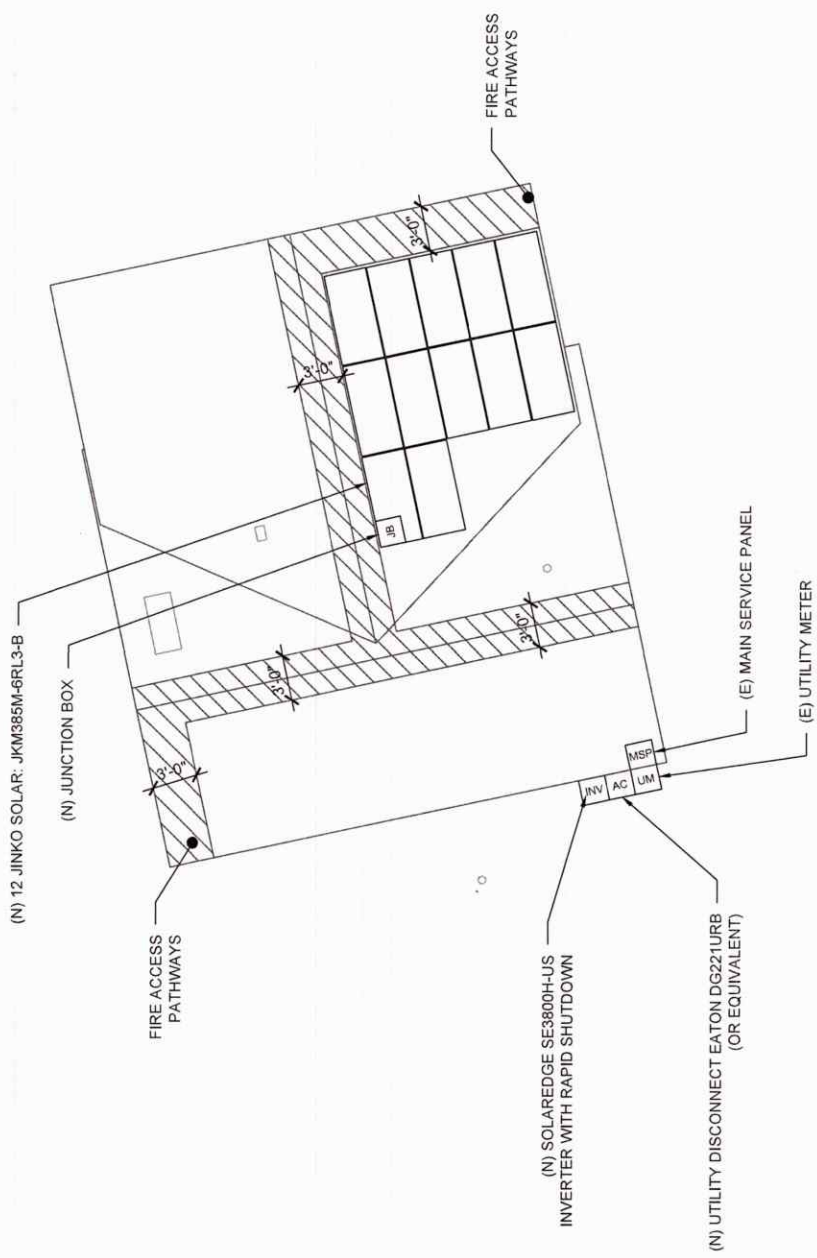 (N) 12 JINKO SOLAR: JKM385M-6RL3-B
(N) JUNCTION BOX
FIRE ACCESS
PATHWAYS
FIRE ACCESS
PATHWAYS
3'-0"
3'-0"
3'-0"
3'-0"
3'-0"
JB
INV
AC
UM
MSP
(N) SOLAREDGE SE3800H-US
INVERTER WITH RAPID SHUTDOWN
(N) UTILITY DISCONNECT EATON DG221URB
(OR EQUIVALENT)
(E) MAIN SERVICE PANEL
(E) UTILITY METER